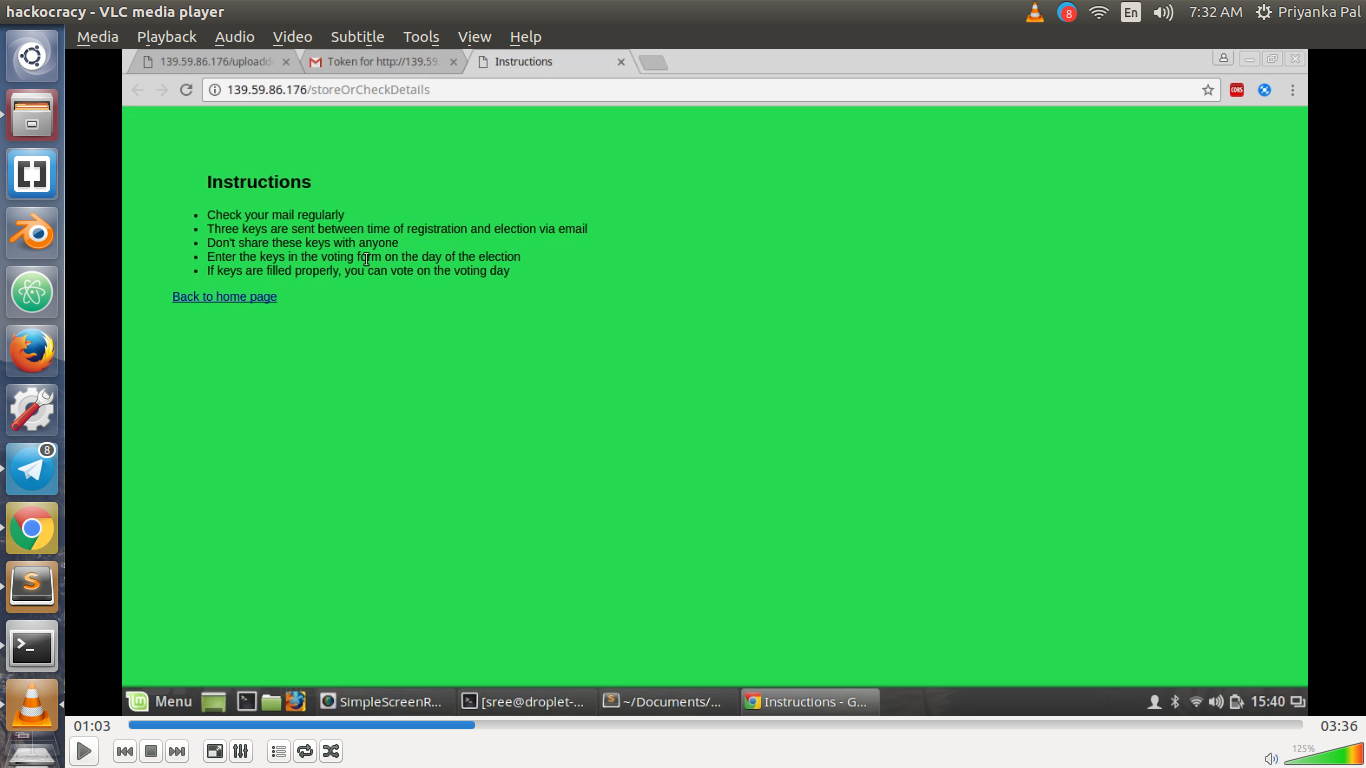 hackocracy - VLC media player
8
En
7:32 AM
Priyanka Pal
Media Playback Audio Video Subtitle Tools View Help
139.59.86.176/uploadd
Token for http://139.59
Instructions
139.59.86.176/storeOrCheckDetails
CORS
Instructions
• Check your mail regularly
• Three keys are sent between time of registration and election via email
• Don't share these keys with anyone
• Enter the keys in the voting form on the day of the election
• If keys are filled properly, you can vote on the voting day
Back to home page
8
S
Menu
SimpleScreenR...
[sree@droplet-...
~/Documents/...
Instructions - G...
15:40
01:03
03:36
125%